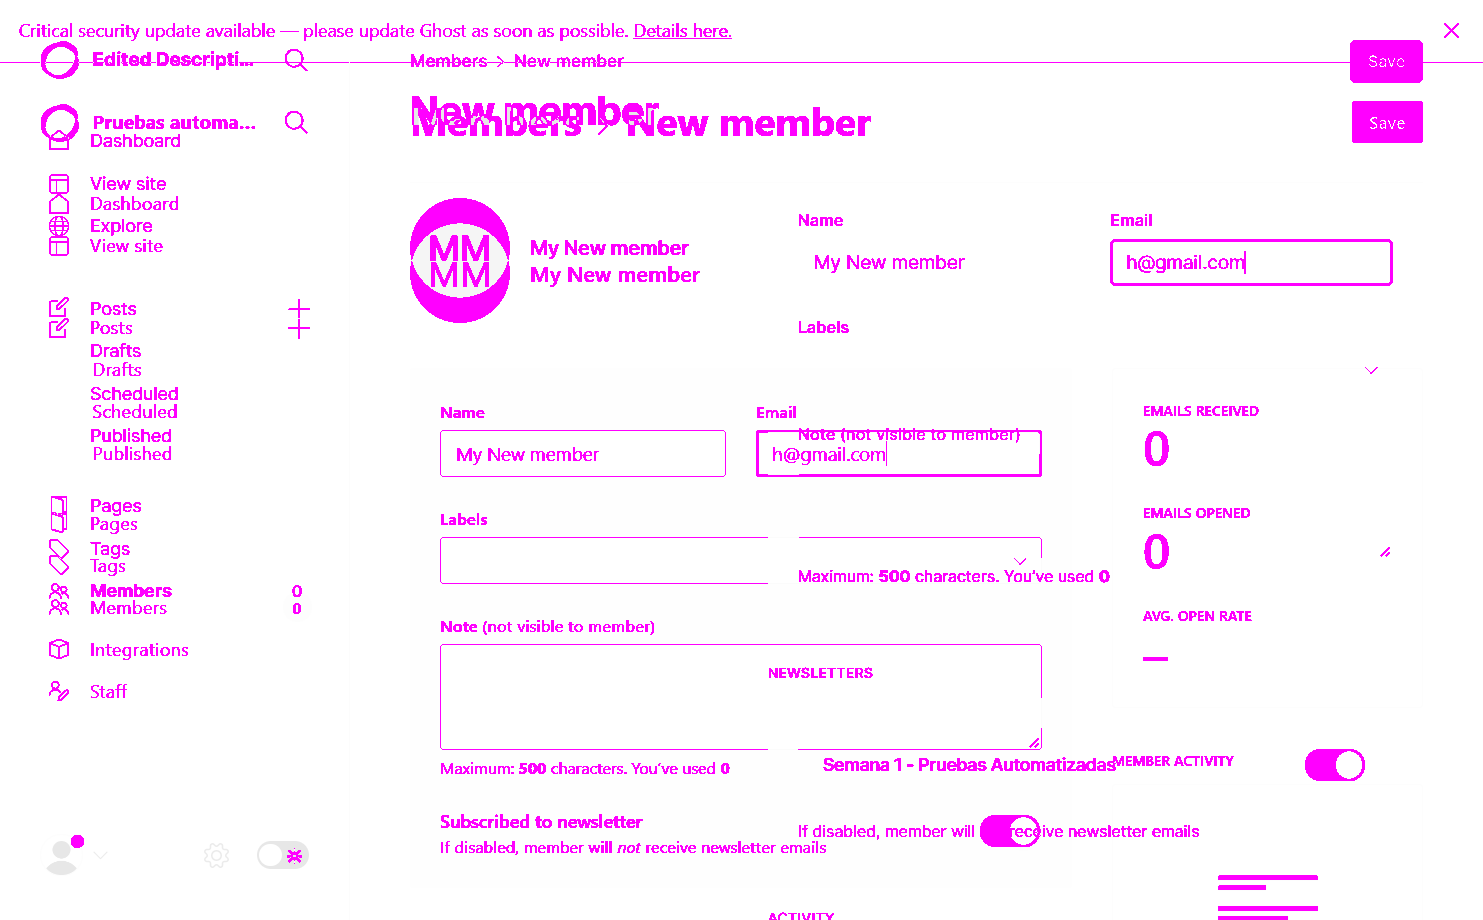 Critical security update available — please update Ghost as soon as possible. Details here.
Edited Descripti...
Members > New member
Save
New member
Members > New member
Save
Pruebas automa...
Dashboard
View site
Dashboard
Explore
View site
Posts
Posts
Drafts
Drafts
Scheduled
Scheduled
Published
Published
Pages
Pages
Tags
Tags
Members 0
Members 0
Integrations
Staff
MM
MM
My New member
My New member
Name
My New member
Email
h@gmail.com
Labels
Name
My New member
Email
h@gmail.com
Note (not visible to member)
Labels
Maximum: 500 characters. You've used 0
Note (not visible to member)
NEWSLETTERS
Maximum: 500 characters. You've used 0
Semana 1 - Pruebas Automatizadas
Subscribed to newsletter
If disabled, member will not receive newsletter emails
If disabled, member will receive newsletter emails
EMAILS RECEIVED
0
EMAILS OPENED
0
AVG. OPEN RATE
—
MEMBER ACTIVITY
ACTIVITY